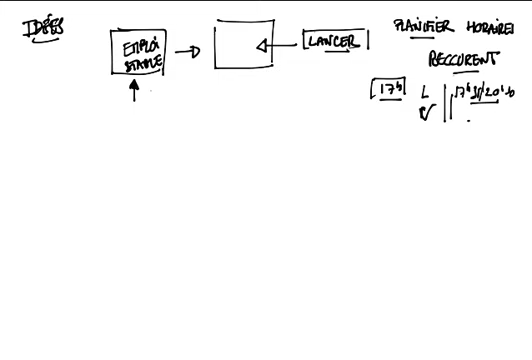 IDÉES
EMPLOI
STABLE
LANCER
PLANIFIER HORAIRE
RECCURENT
17h
L
V